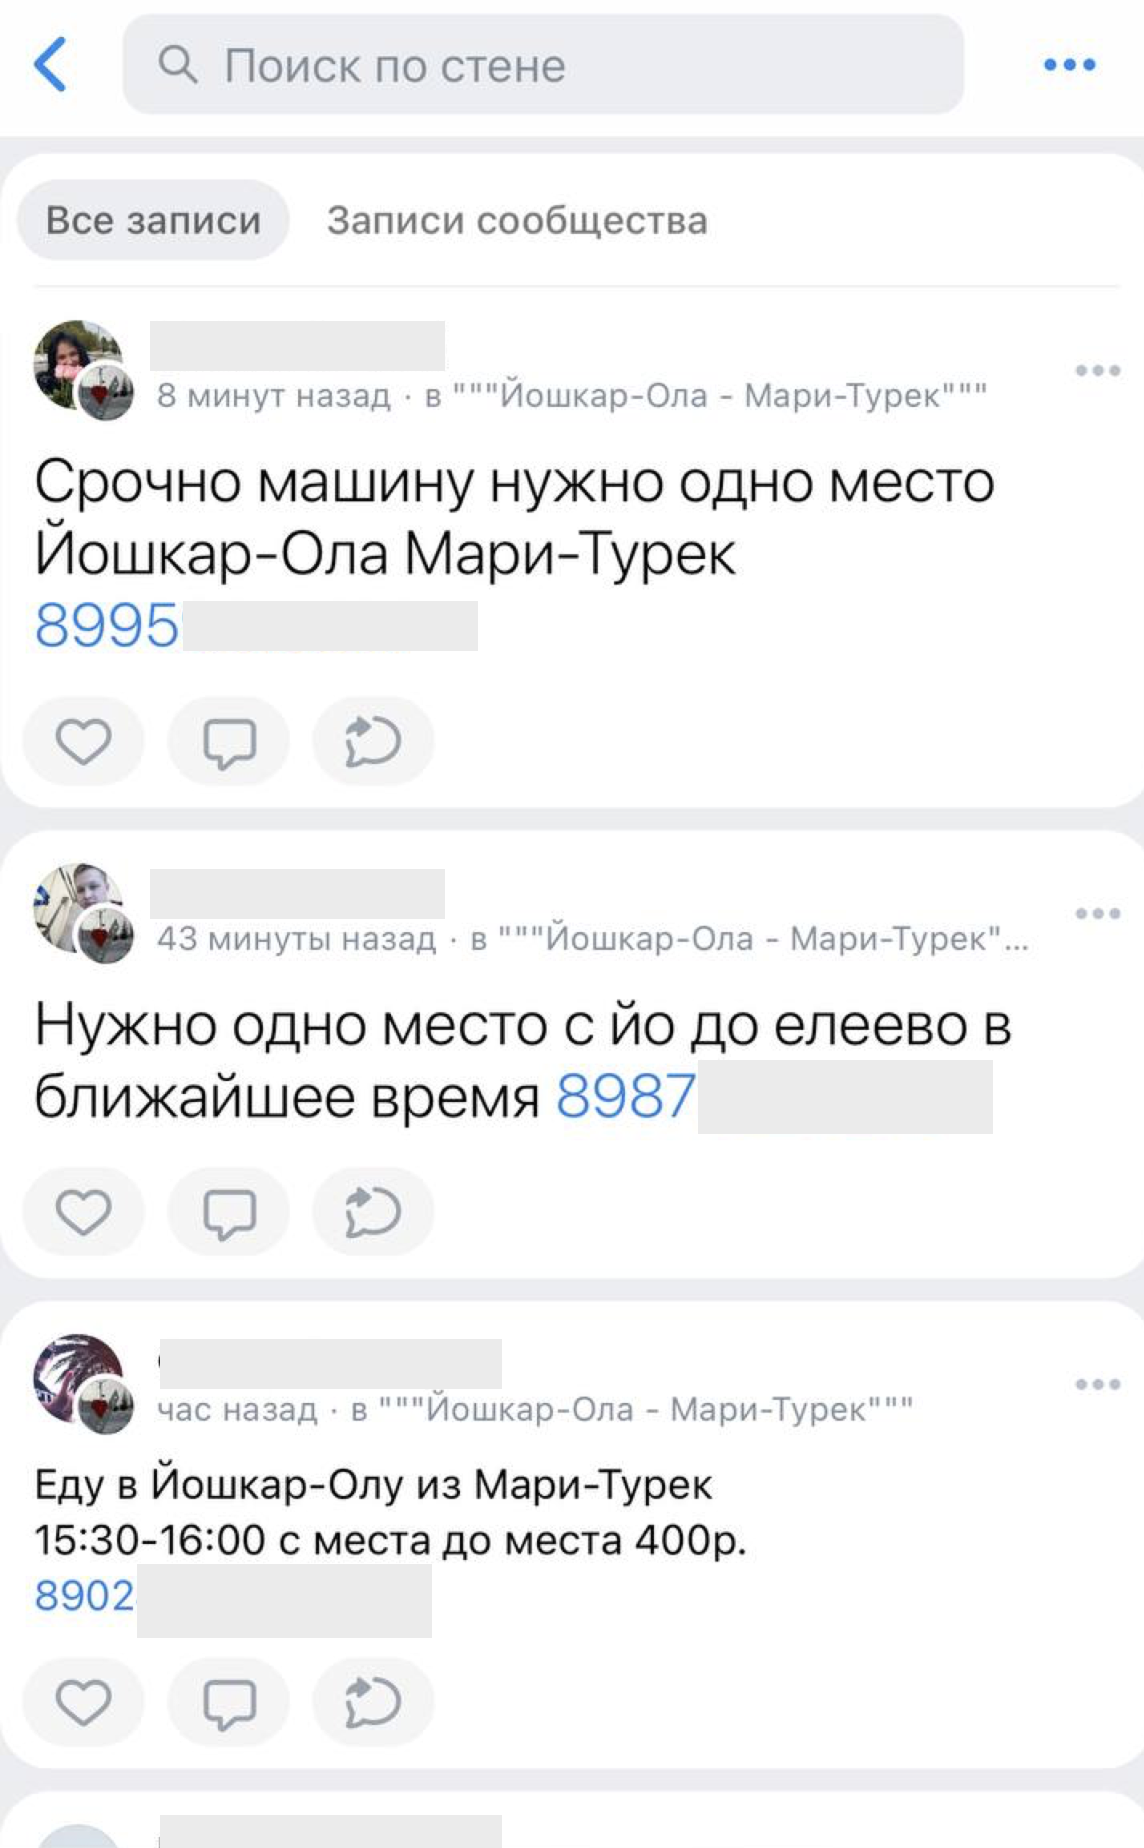 Поиск по стене
Все записи Записи сообщества
8 минут назад · в """Йошкар-Ола - Мари-Турек"""
Срочно машину нужно одно место
Йошкар-Ола Мари-Турек
8995
43 минуты назад · в """Йошкар-Ола - Мари-Турек"...
Нужно одно место с йо до елеево в
ближайшее время 8987
час назад · в """Йошкар-Ола - Мари-Турек"""
Еду в Йошкар-Олу из Мари-Турек
15:30-16:00 с места до места 400р.
8902